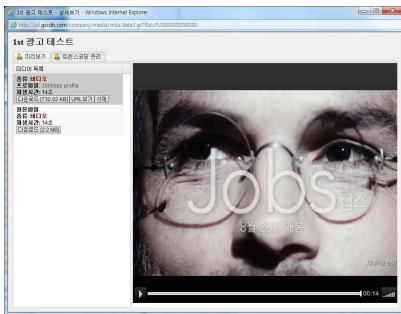 1st 광고 테스트 - 상세보기 - Windows Internet Explorer
1st 광고 테스트
미리보기
트랜스코딩 관리
미디어 목록
종류: 비디오
프로파일: 300kbps profile
재생시간: 14초
다운로드 [732.02 KB] URL보기 삭제
원본파일
종류: 비디오
재생시간: 14초
다운로드 [2.2 MB]
Jobs 잡스
8월 29일 개봉
00:14